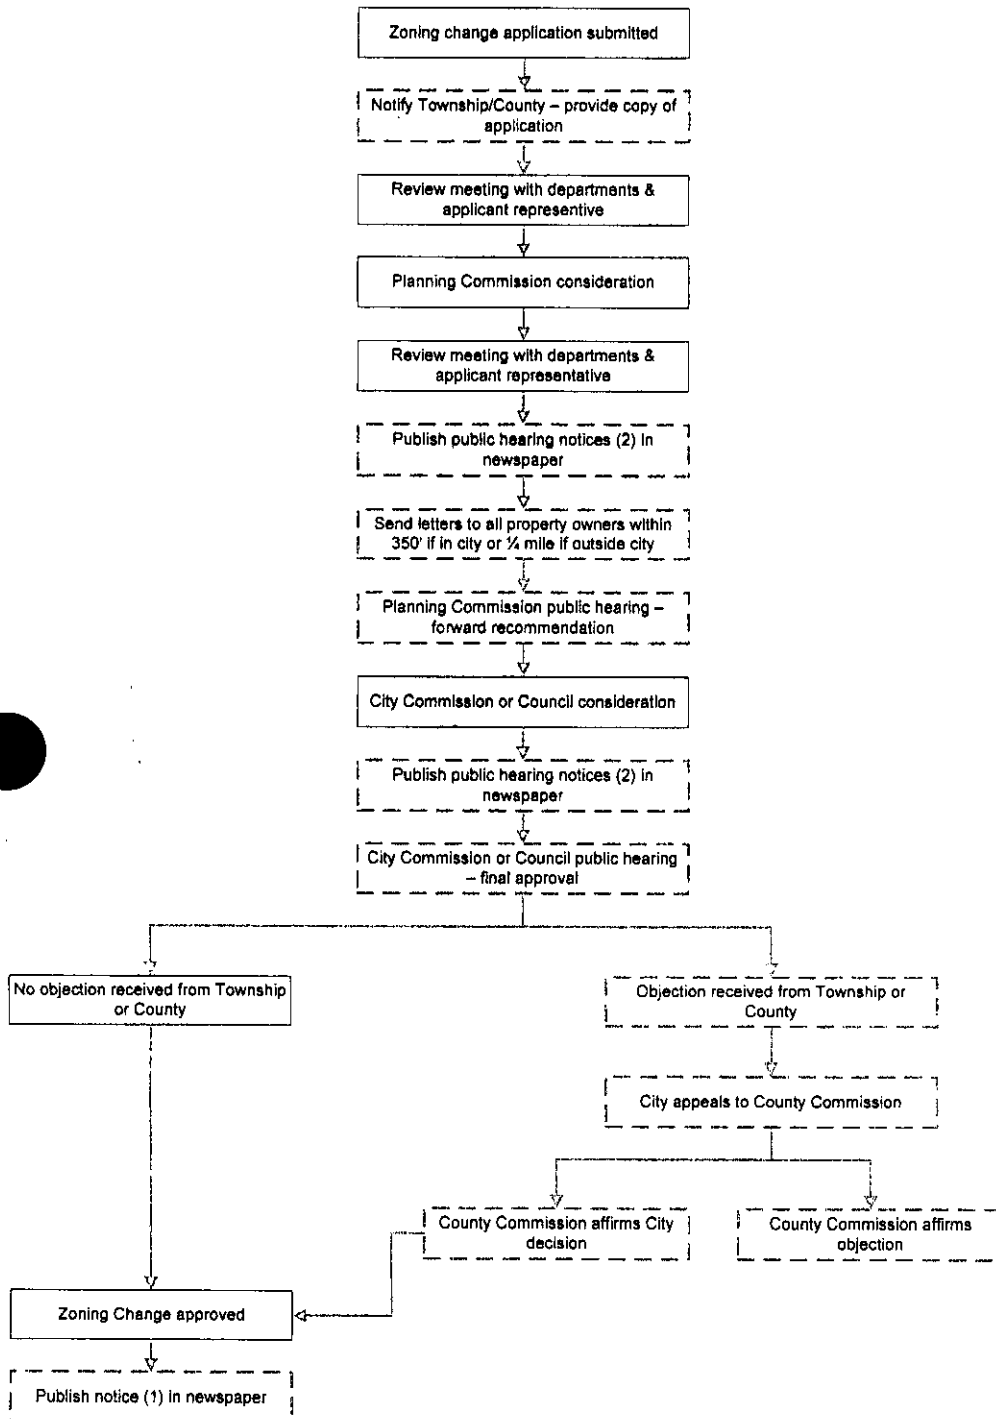 Zoning change application submitted
Notify Township/County – provide copy of
application
Review meeting with departments &
applicant representive
Planning Commission consideration
Review meeting with departments &
applicant representative
Publish public hearing notices (2) in
newspaper
Send letters to all property owners within
350' if in city or ¼ mile if outside city
Planning Commission public hearing –
forward recommendation
City Commission or Council consideration
Publish public hearing notices (2) in
newspaper
City Commission or Council public hearing
– final approval
No objection received from Township
or County
Objection received from Township or
County
City appeals to County Commission
County Commission affirms City
decision
County Commission affirms
objection
Zoning Change approved
Publish notice (1) in newspaper